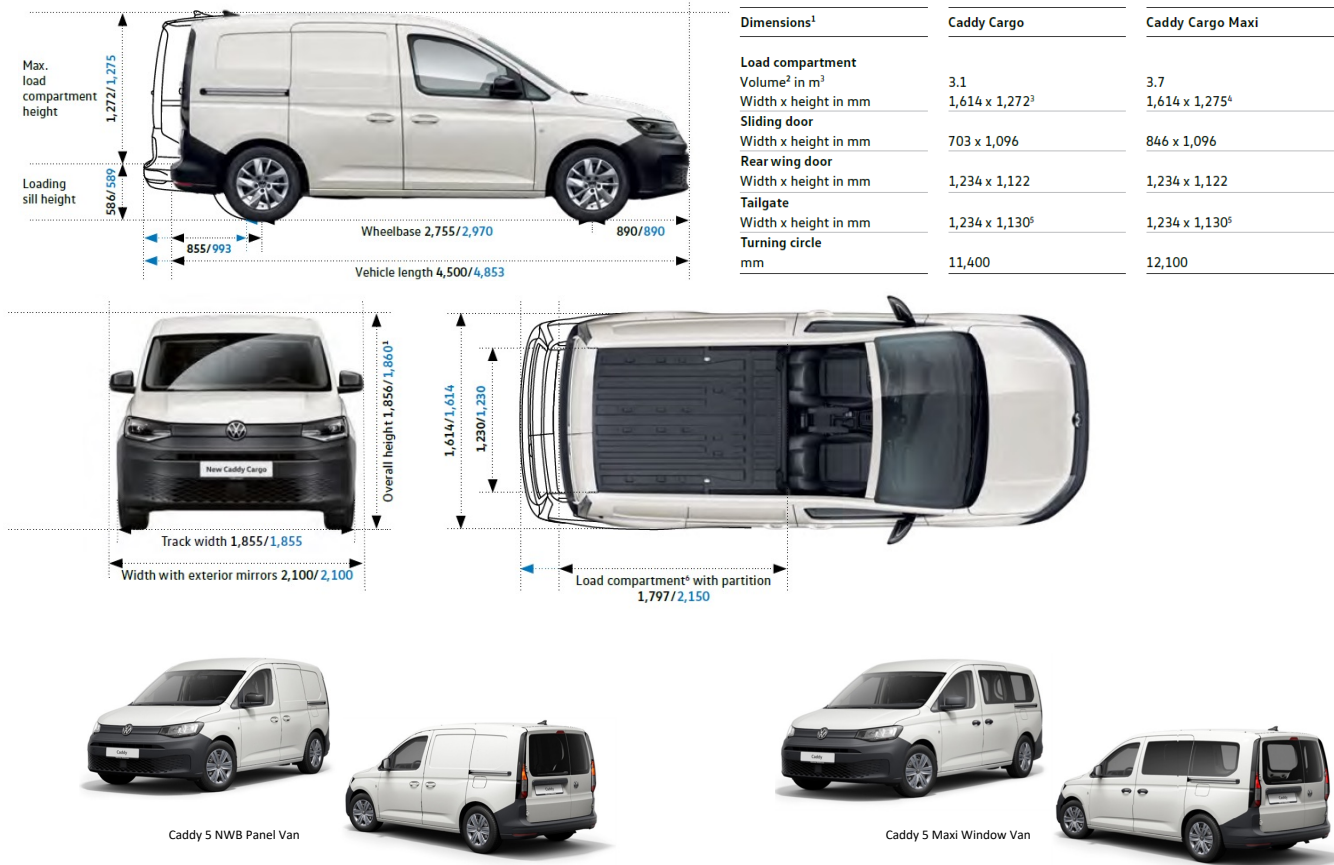 Max.
load
compartment
height
1,272/1,275
Loading
sill height
586/589
Wheelbase 2,755/2,970
890/890
855/993
Vehicle length 4,500/4,853
Dimensions¹ Caddy Cargo Caddy Cargo Maxi
Load compartment
Volume² in m³ 3.1 3.7
Width x height in mm 1,614 x 1,272³ 1,614 x 1,275⁴
Sliding door
Width x height in mm 703 x 1,096 846 x 1,096
Rear wing door
Width x height in mm 1,234 x 1,122 1,234 x 1,122
Tailgate
Width x height in mm 1,234 x 1,130⁵ 1,234 x 1,130⁵
Turning circle
mm 11,400 12,100
New Caddy Cargo
Overall height 1,856/1,860¹
Track width 1,855/1,855
Width with exterior mirrors 2,100/2,100
1,614/1,614
1,230/1,230
Load compartment⁶ with partition
1,797/2,150
Caddy
Caddy
Caddy 5 NWB Panel Van
Caddy
Caddy
Caddy 5 Maxi Window Van